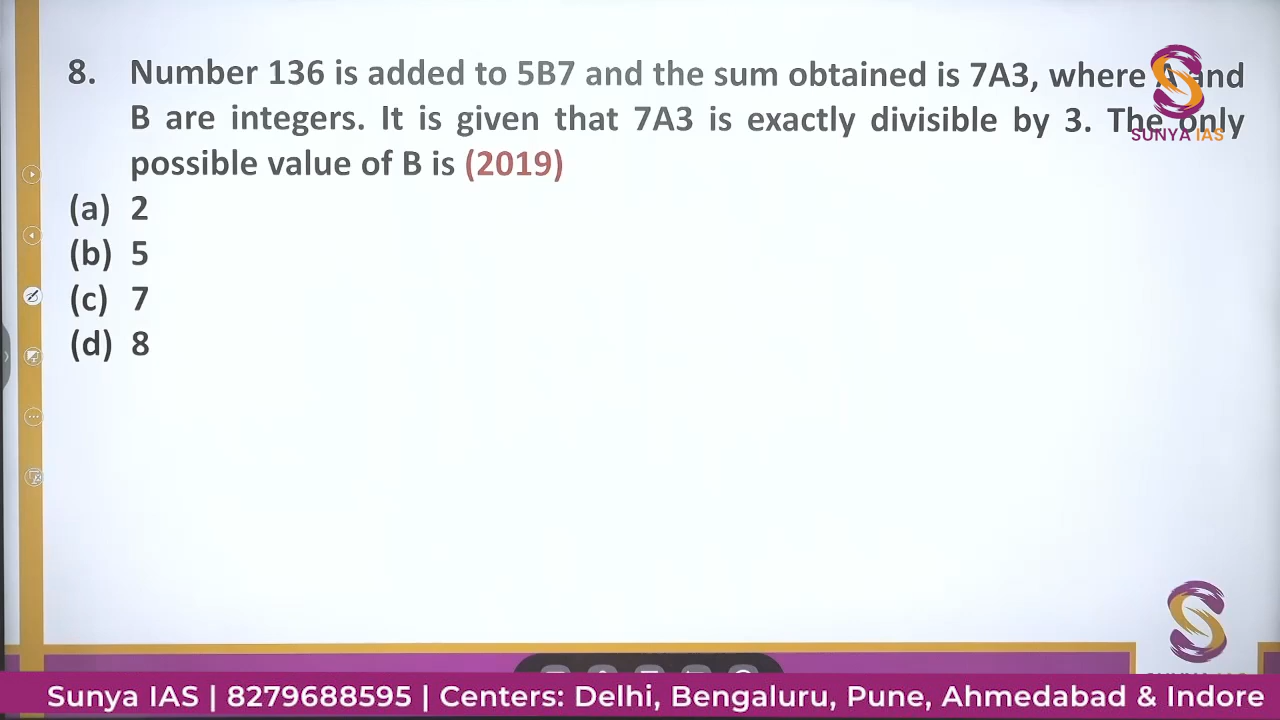 8. Number 136 is added to 5B7 and the sum obtained is 7A3, where A and
B are integers. It is given that 7A3 is exactly divisible by 3. The only
possible value of B is (2019)
(a) 2
(b) 5
(c) 7
(d) 8
SUNYA IAS
Sunya IAS | 8279688595 | Centers: Delhi, Bengaluru, Pune, Ahmedabad & Indore